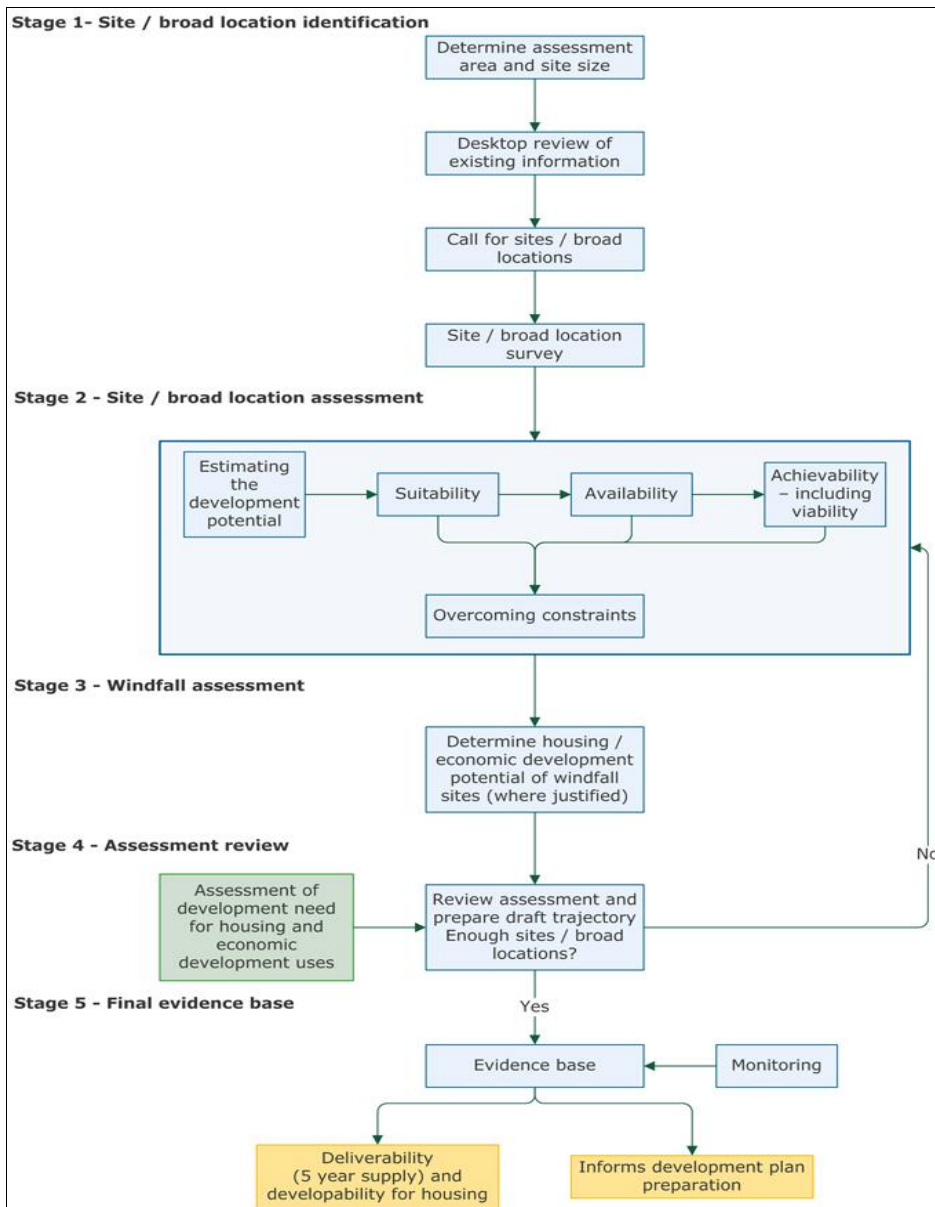 Stage 1- Site / broad location identification
Determine assessment
area and site size
Desktop review of
existing information
Call for sites / broad
locations
Site / broad location
survey
Stage 2 - Site / broad location assessment
Estimating
the
development
potential
Suitability
Availability
Achievability
– including
viability
Overcoming constraints
Stage 3 - Windfall assessment
Determine housing /
economic development
potential of windfall
sites (where justified)
Stage 4 - Assessment review
No
Assessment of
development need
for housing and
economic
development uses
Review assessment and
prepare draft trajectory
Enough sites / broad
locations?
Stage 5 - Final evidence base
Yes
Evidence base
Monitoring
Deliverability
(5 year supply) and
developability for housing
Informs development plan
preparation